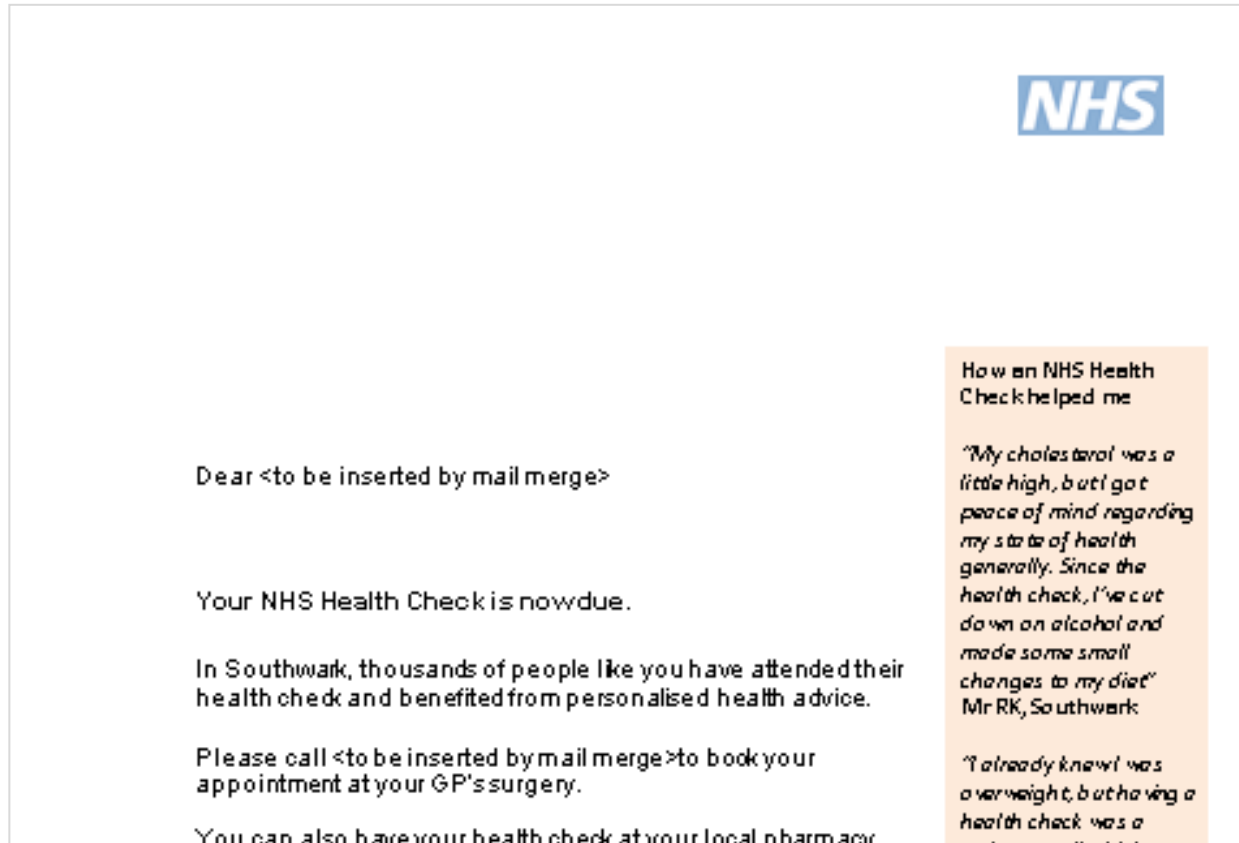 NHS
Dear <to be inserted by mail merge>
Your NHS Health Check is now due.
In Southwark, thousands of people like you have attended their
health check and benefited from personalised health advice.
Please call <to be inserted by mail merge>to book your
appointment at your GP's surgery.
You can also have your health check at your local pharmacy
How an NHS Health
Check helped me
"My cholesterol was a
little high, but I got
peace of mind regarding
my state of health
generally. Since the
health check, I've cut
down on alcohol and
made some small
changes to my diet"
Mr RK, Southwark
"I already knew I was
overweight, but having a
health check was a